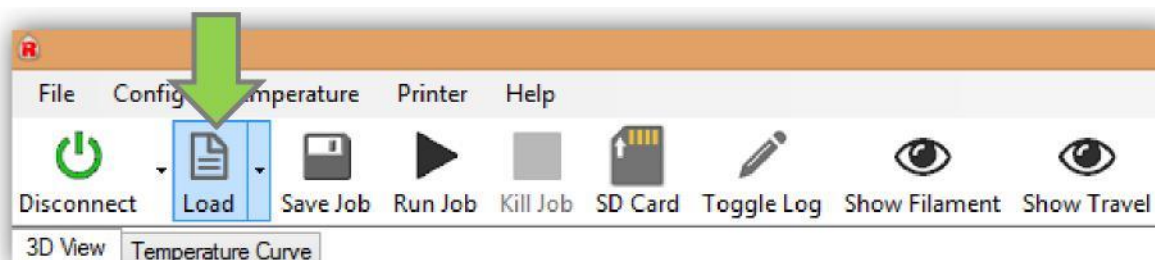 R
File Config mperature Printer Help
Disconnect Load Save Job Run Job Kill Job SD Card Toggle Log Show Filament Show Travel
3D View Temperature Curve